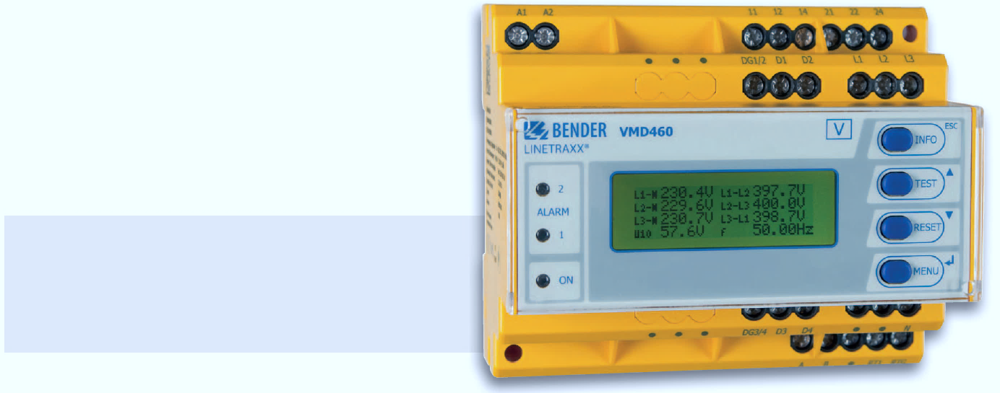 A1 A2 11 12 14 21 22 24
DG1/2 D1 D2 L1 L2 L3
BENDER VMD460 V
LINETRAXX®
ESC
INFO
TEST
RESET
MENU
2
ALARM
1
ON
L1-N 230.4V L1-L2 397.7V
L2-N 229.6V L2-L3 400.0V
L3-N 230.7V L3-L1 398.7V
U10 57.6V f 50.00Hz
DG3/4 D3 D4 N
A B